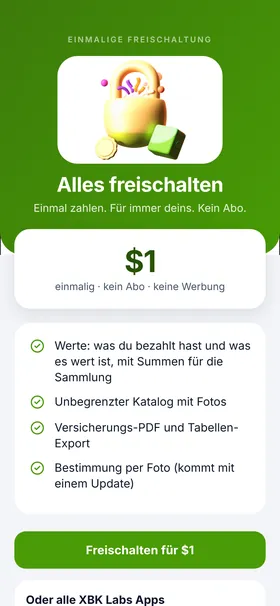 EINMALIGE FREISCHALTUNG
Alles freischalten
Einmal zahlen. Für immer deins. Kein Abo.
$1
einmalig · kein Abo · keine Werbung
Werte: was du bezahlt hast und was
es wert ist, mit Summen für die
Sammlung
Unbegrenzter Katalog mit Fotos
Versicherungs-PDF und Tabellen-
Export
Bestimmung per Foto (kommt mit
einem Update)
Freischalten für $1
Oder alle XBK Labs Apps